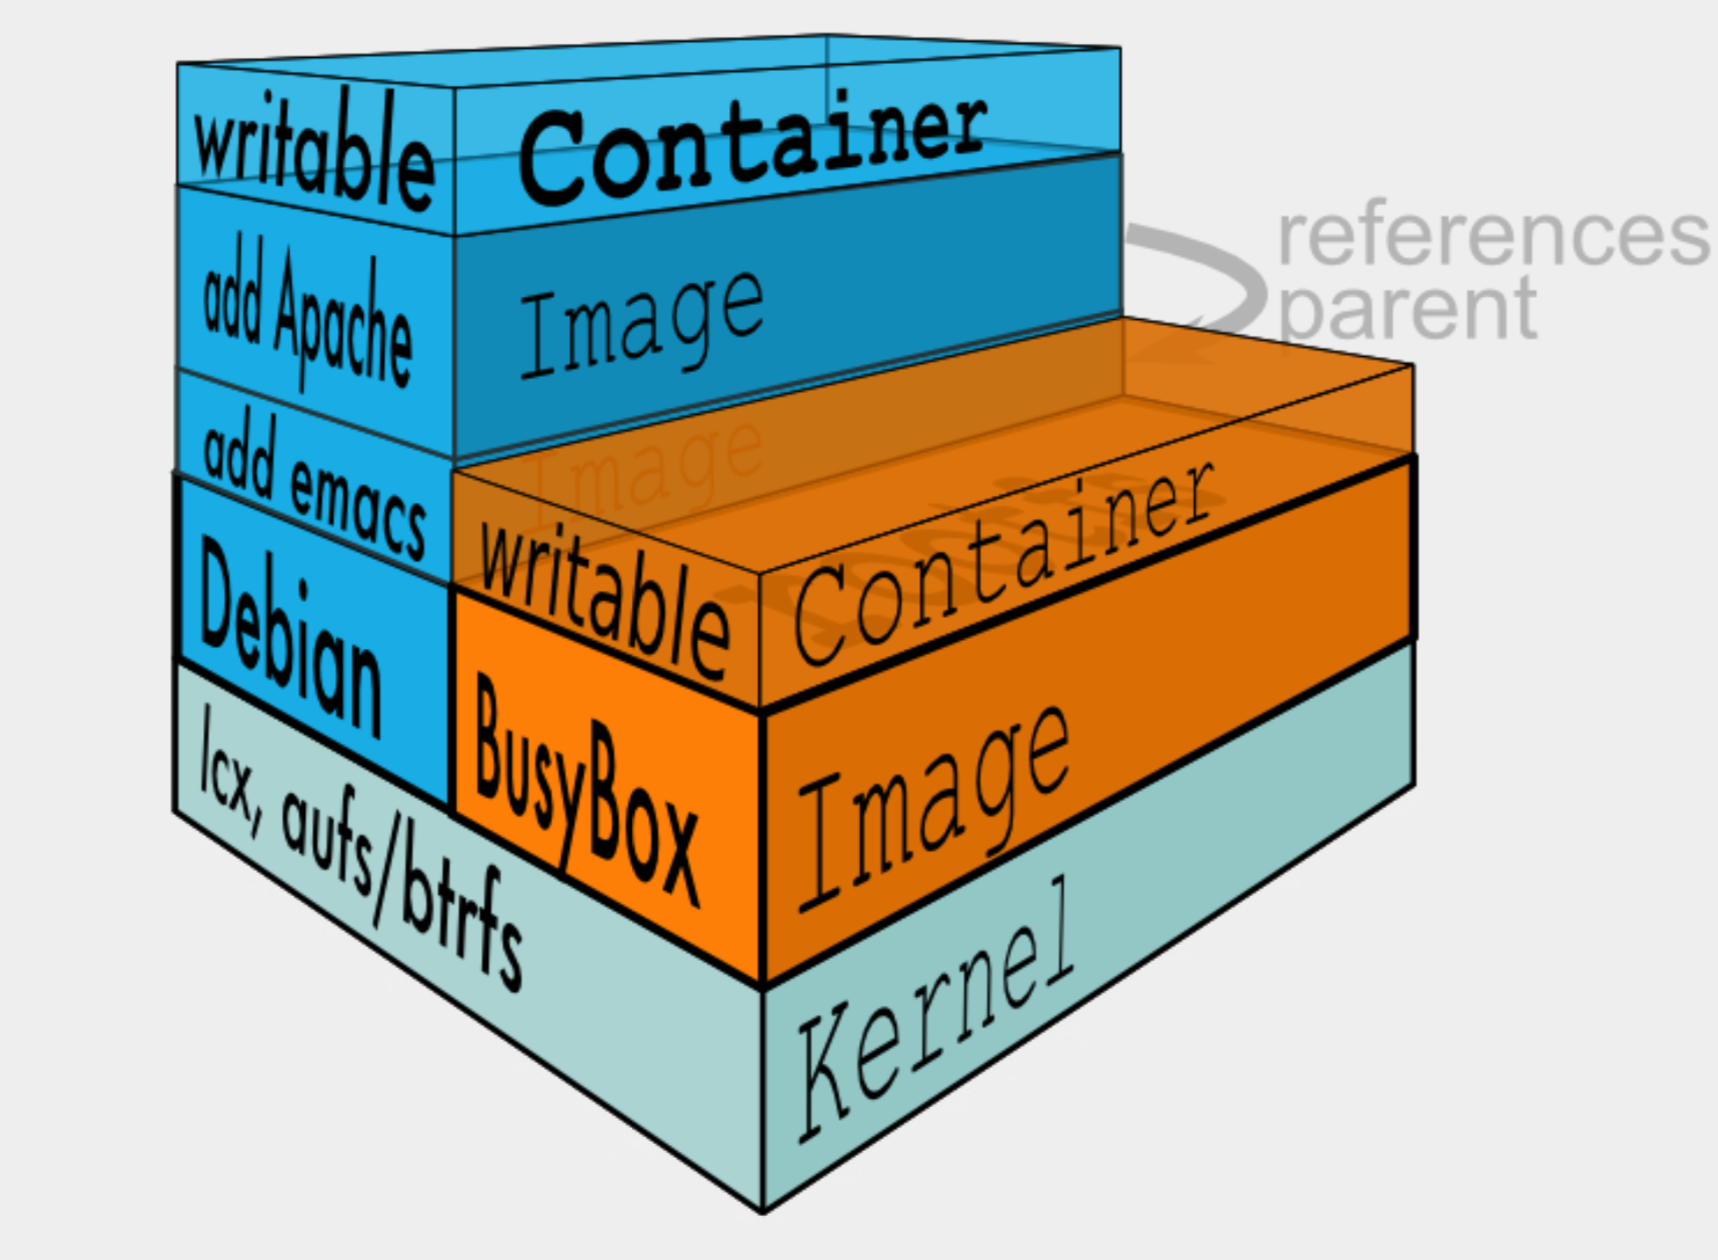 writable
Container
add Apache
Image
references
parent
add emacs
Image
writable
Container
Debian
BusyBox
Image
lcx, aufs/btrfs
Kernel